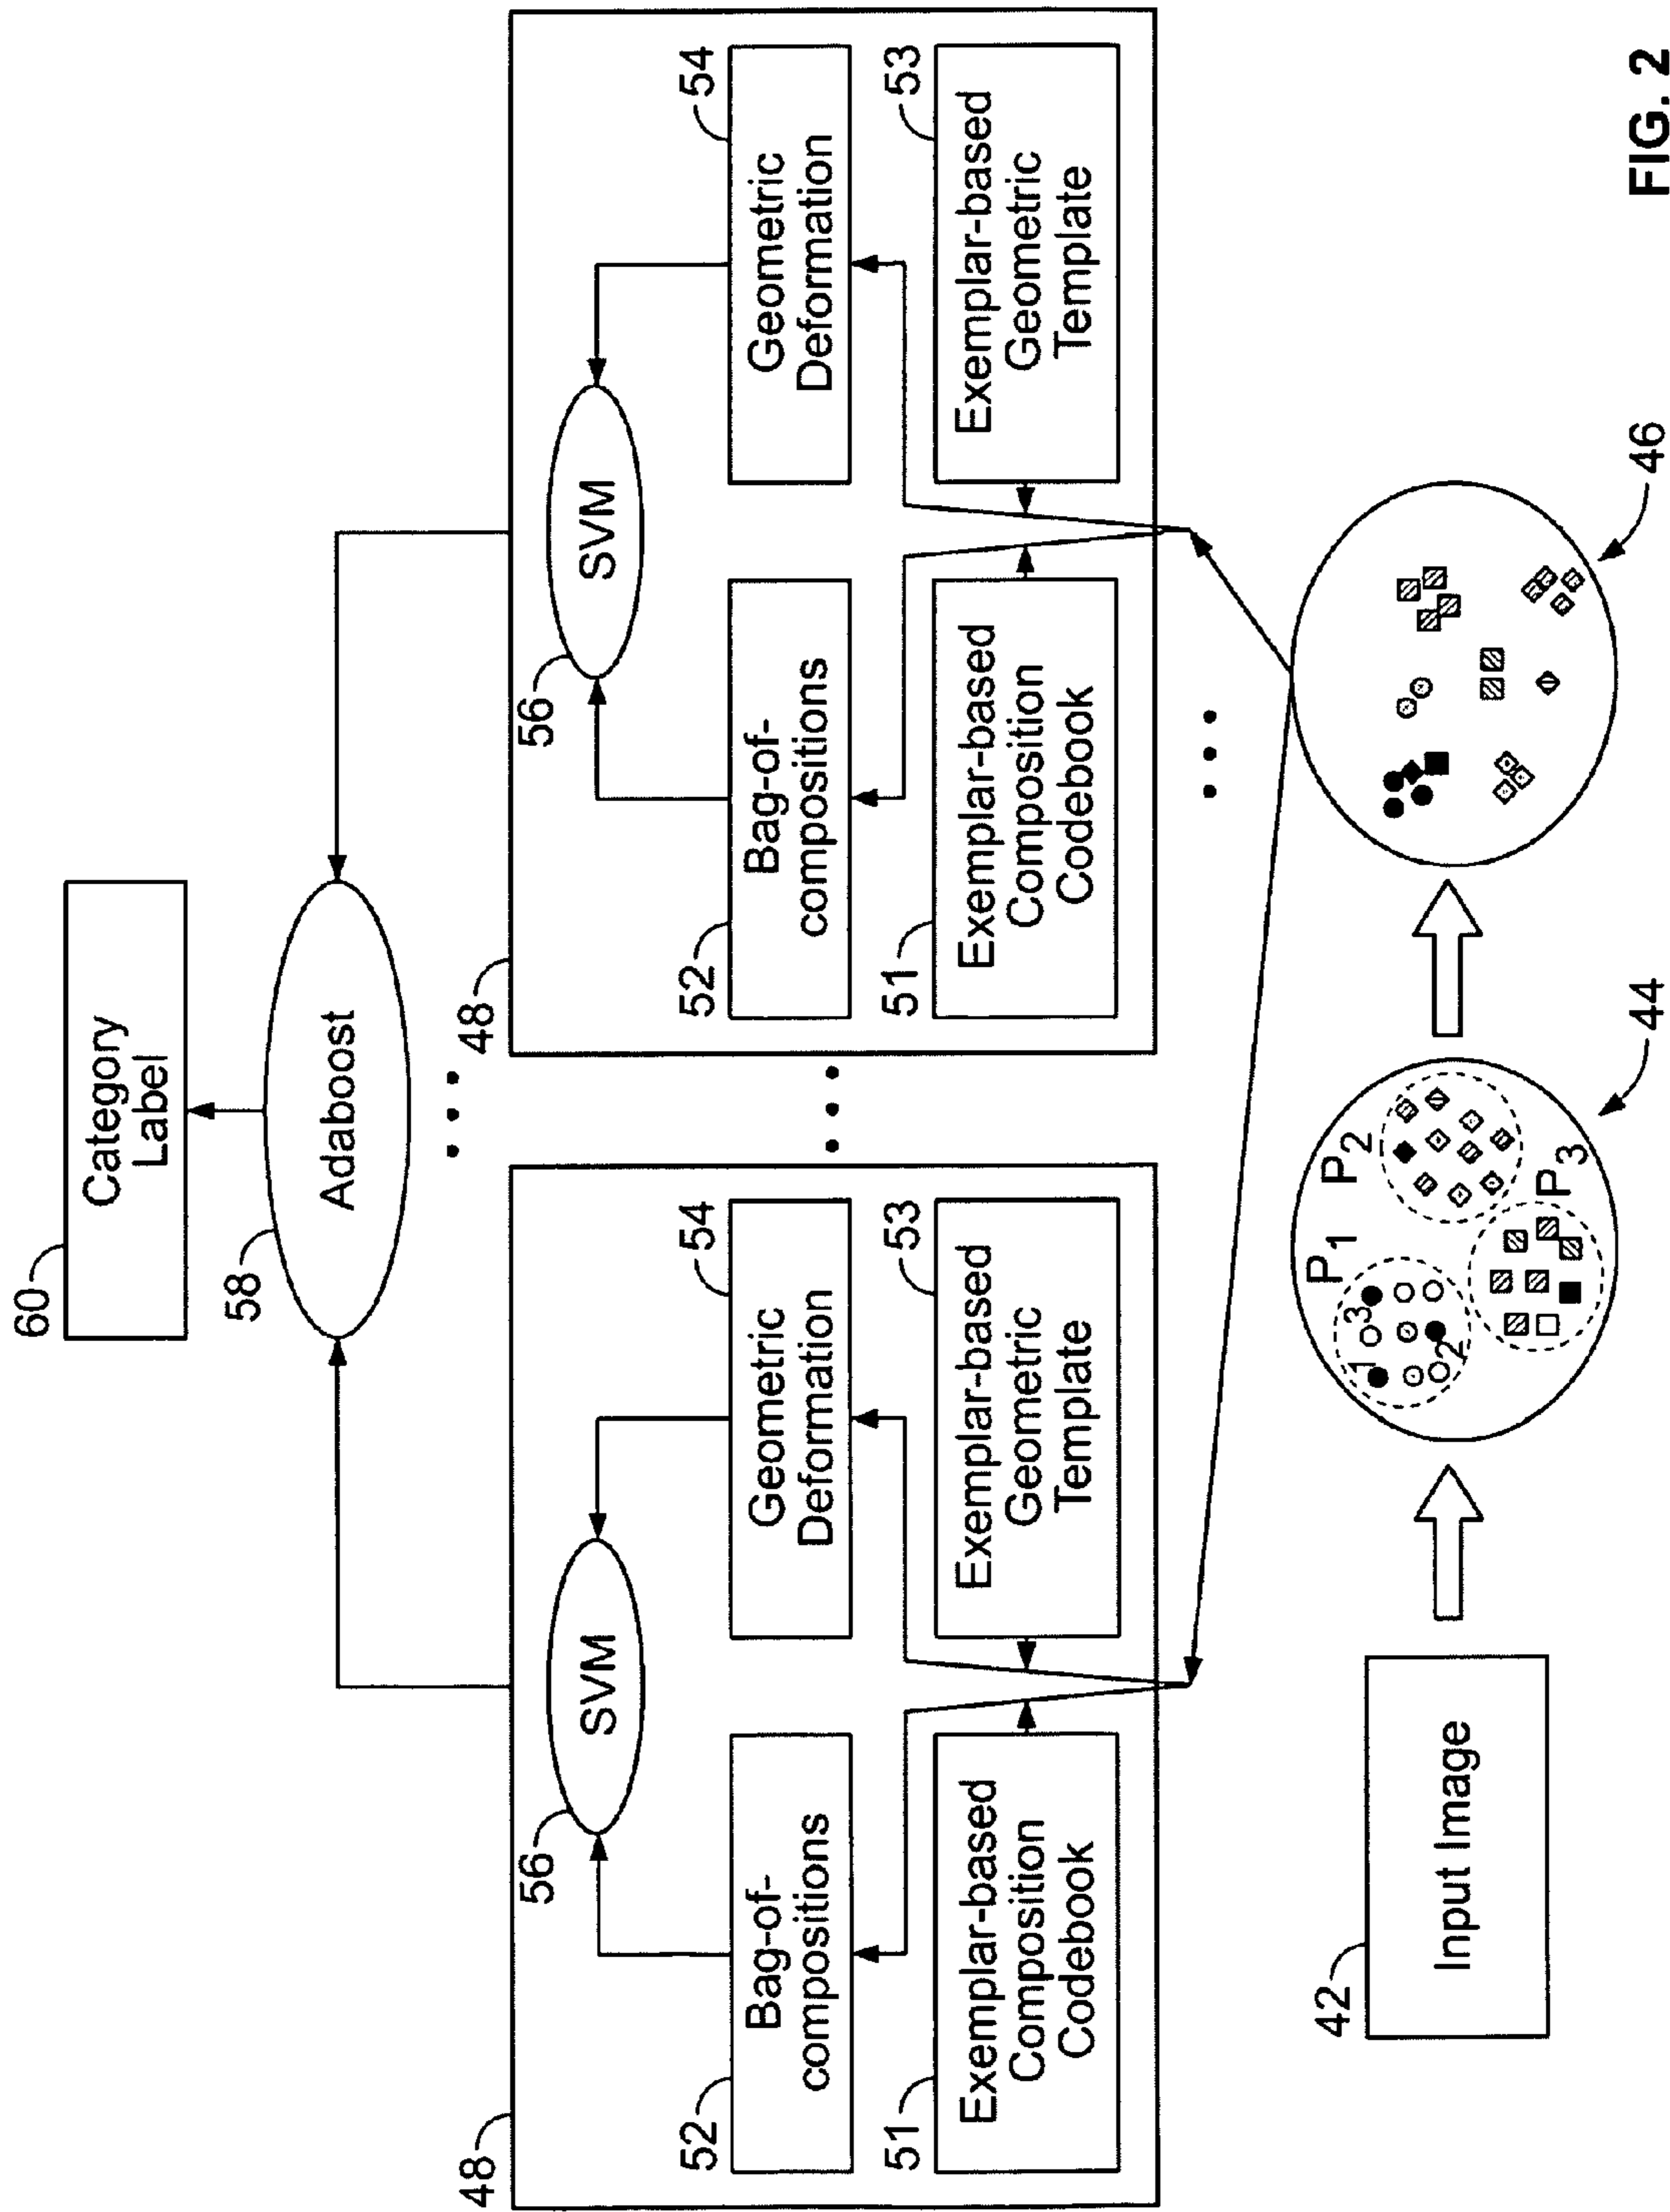 60
Category
Label
58
Adaboost
• • •
48
56
SVM
52
Bag-of-
compositions
54
Geometric
Deformation
51
Exemplar-based
Composition
Codebook
53
Exemplar-based
Geometric
Template
• • •
48
56
SVM
52
Bag-of-
compositions
54
Geometric
Deformation
51
Exemplar-based
Composition
Codebook
53
Exemplar-based
Geometric
Template
• • •
42
Input Image
P1
P2
P3
1
3
2
44
46
FIG. 2